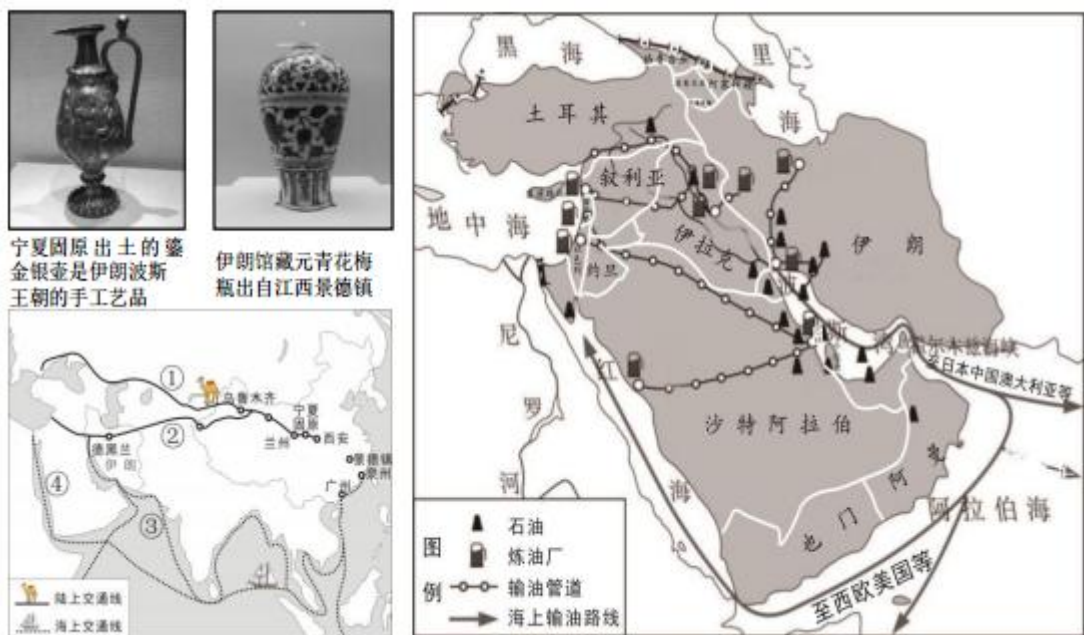 宁夏固原出土的鎏
金银壶是伊朗波斯
王朝的手工艺品
伊朗馆藏元青花梅
瓶出自江西景德镇
①
②
③
④
乌鲁木齐
宁夏
固原
兰州
西安
德黑兰
伊朗
景德镇
泉州
广州
陆上交通线
海上交通线
黑海
里海
土耳其
叙利亚
地中海
伊拉克
伊朗
约旦
尼罗河
红海
沙特阿拉伯
也门
阿曼
阿拉伯海
至日本中国澳大利亚等
至西欧美国等
图例
石油
炼油厂
输油管道
海上输油路线